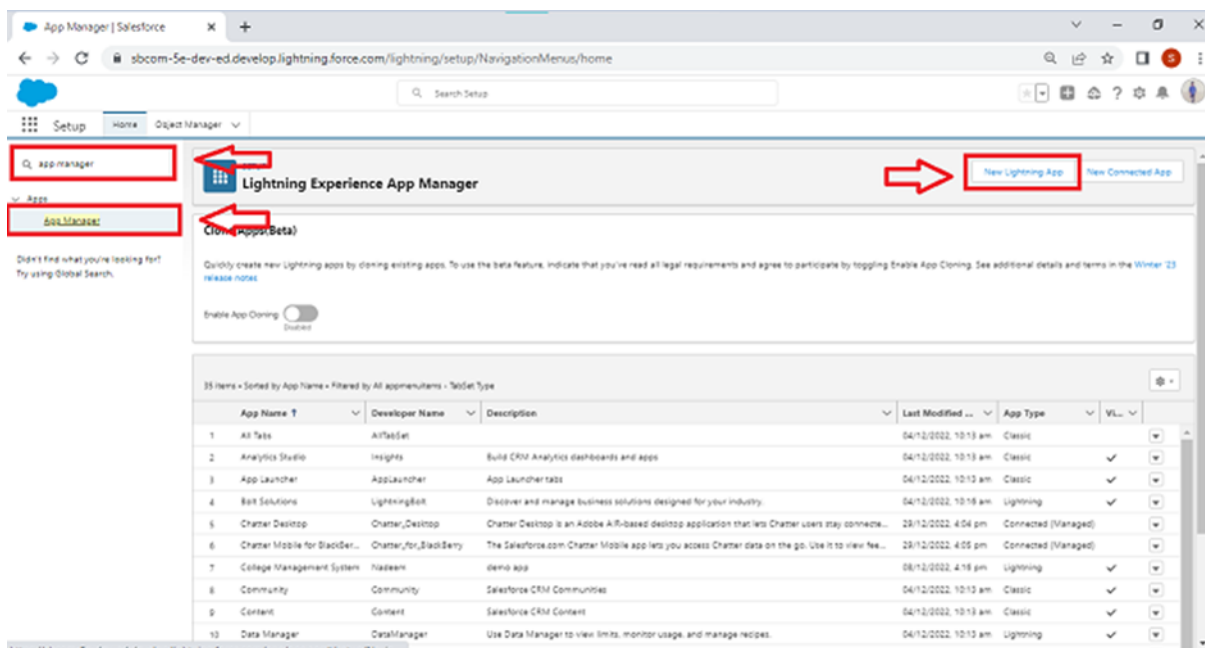 App Manager | Salesforce
sbcom-5e-dev-ed.develop.lightning.force.com/lightning/setup/NavigationMenus/home
S
Search Setup
Setup Home Object Manager
app manager
Apps
App Manager
Didn't find what you're looking for?
Try using Global Search.
Lightning Experience App Manager
New Lightning App New Connected App
Apps(Beta)
Quickly create new Lightning apps by cloning existing apps. To use the beta feature, indicate that you've read all legal requirements and agree to participate by toggling Enable App Cloning. See additional details and terms in the Winter '23
release notes
Enable App Cloning
Disabled
35 items • Sorted by App Name • Filtered by All appmenuitems - TabSet Type
App Name Developer Name Description Last Modified ... App Type Vi...
1 All Tabs AllTabSet 04/12/2022, 10:13 am Classic
2 Analytics Studio Insights Build CRM Analytics dashboards and apps 04/12/2022, 10:13 am Classic
3 App Launcher AppLauncher App Launcher tabs 04/12/2022, 10:13 am Classic
4 Bolt Solutions LightningBolt Discover and manage business solutions designed for your industry. 04/12/2022, 10:16 am Lightning
5 Chatter Desktop Chatter_Desktop Chatter Desktop is an Adobe AIR-based desktop application that lets Chatter users stay connecte... 29/12/2022, 4:04 pm Connected (Managed)
6 Chatter Mobile for BlackBer... Chatter_for_BlackBerry The Salesforce.com Chatter Mobile app lets you access Chatter data on the go. Use it to view fee... 29/12/2022, 4:05 pm Connected (Managed)
7 College Management System Nadeem demo app 08/12/2022, 4:16 pm Lightning
8 Community Community Salesforce CRM Communities 04/12/2022, 10:13 am Classic
9 Content Content Salesforce CRM Content 04/12/2022, 10:13 am Classic
10 Data Manager DataManager Use Data Manager to view limits, monitor usage, and manage recipes. 04/12/2022, 10:13 am Lightning